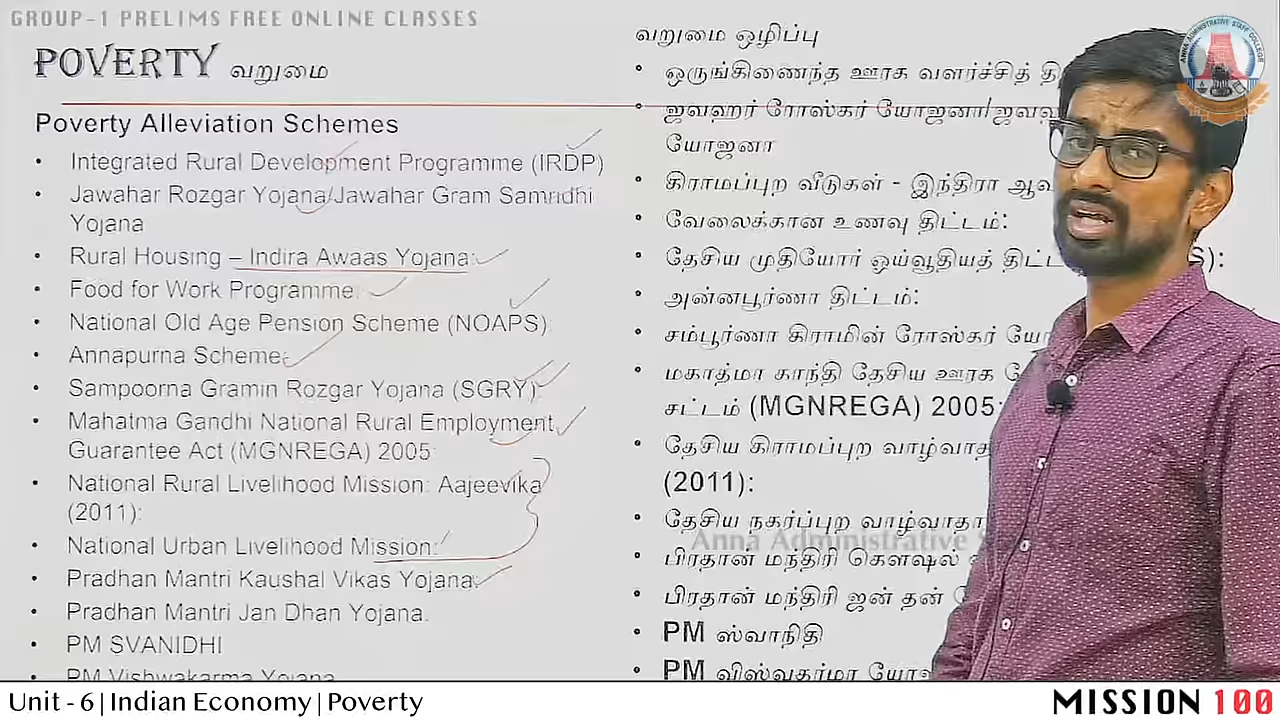 GROUP-1 PRELIMS FREE ONLINE CLASSES
POVERTY வறுமை
Poverty Alleviation Schemes
• Integrated Rural Development Programme (IRDP)
• Jawahar Rozgar Yojana/Jawahar Gram Samridhi
Yojana
• Rural Housing – Indira Awaas Yojana:
• Food for Work Programme:
• National Old Age Pension Scheme (NOAPS)
• Annapurna Scheme:
• Sampoorna Gramin Rozgar Yojana (SGRY):
• Mahatma Gandhi National Rural Employment
Guarantee Act (MGNREGA) 2005:
• National Rural Livelihood Mission: Aajeevika
(2011):
• National Urban Livelihood Mission:
• Pradhan Mantri Kaushal Vikas Yojana:
• Pradhan Mantri Jan Dhan Yojana.
• PM SVANIDHI
PM Vishwakarma Yojana
வறுமை ஒழிப்பு
• ஒருங்கிணைந்த ஊரக வளர்ச்சித்
• ஜவஹர் ரோஸ்கர் யோஜனா/
யோஜனா
• கிராமப்புற வீடுகள் - இந்திரா
• வேலைக்கான உணவு திட்டம்:
• தேசிய முதியோர் ஓய்வூதியத் S):
• அன்னபூர்ணா திட்டம்:
• சம்பூர்ணா கிராமின் ரோஸ்கர்
• மகாத்மா காந்தி தேசிய ஊரக
சட்டம் (MGNREGA) 2005:
• தேசிய கிராமப்புற
(2011):
• தேசிய நகர்ப்புற
• பிரதான் மந்திரி கௌஷல்
• பிரதான் மந்திரி ஜன் தன்
• PM ஸ்வாநிதி
• PM விஸ்வகர்மா
Anna Administrative
ANNA ADMINISTRATIVE STAFF COLLEGE
Unit - 6 | Indian Economy | Poverty
MISSION 100